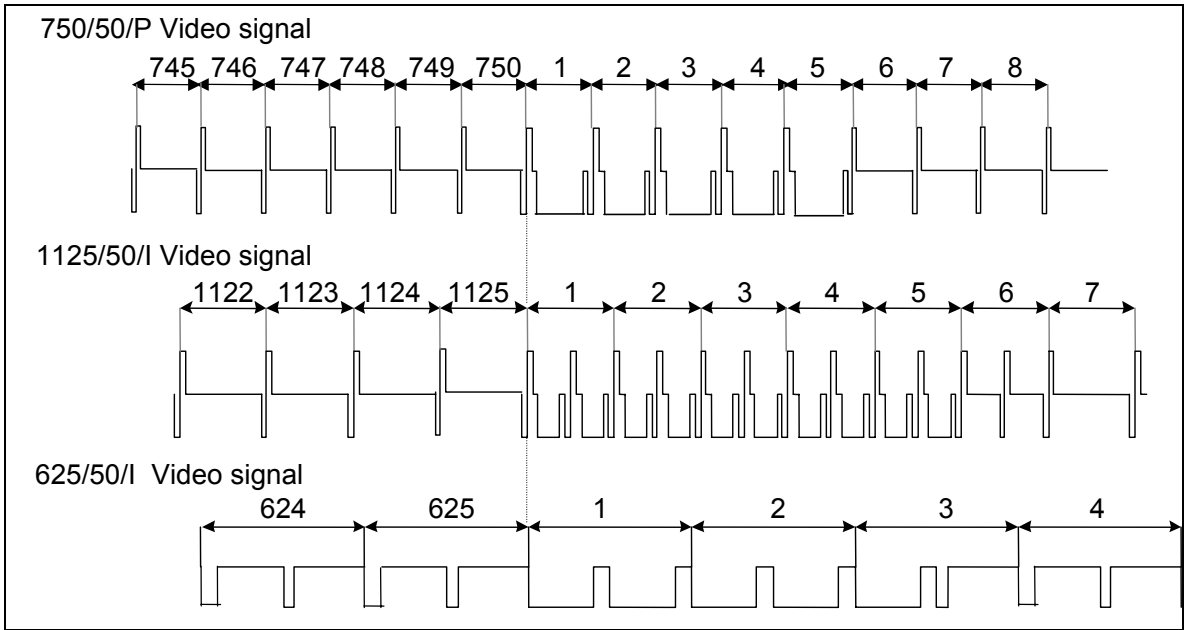 750/50/P Video signal
745 746 747 748 749 750 1 2 3 4 5 6 7 8
1125/50/I Video signal
1122 1123 1124 1125 1 2 3 4 5 6 7
625/50/I Video signal
624 625 1 2 3 4